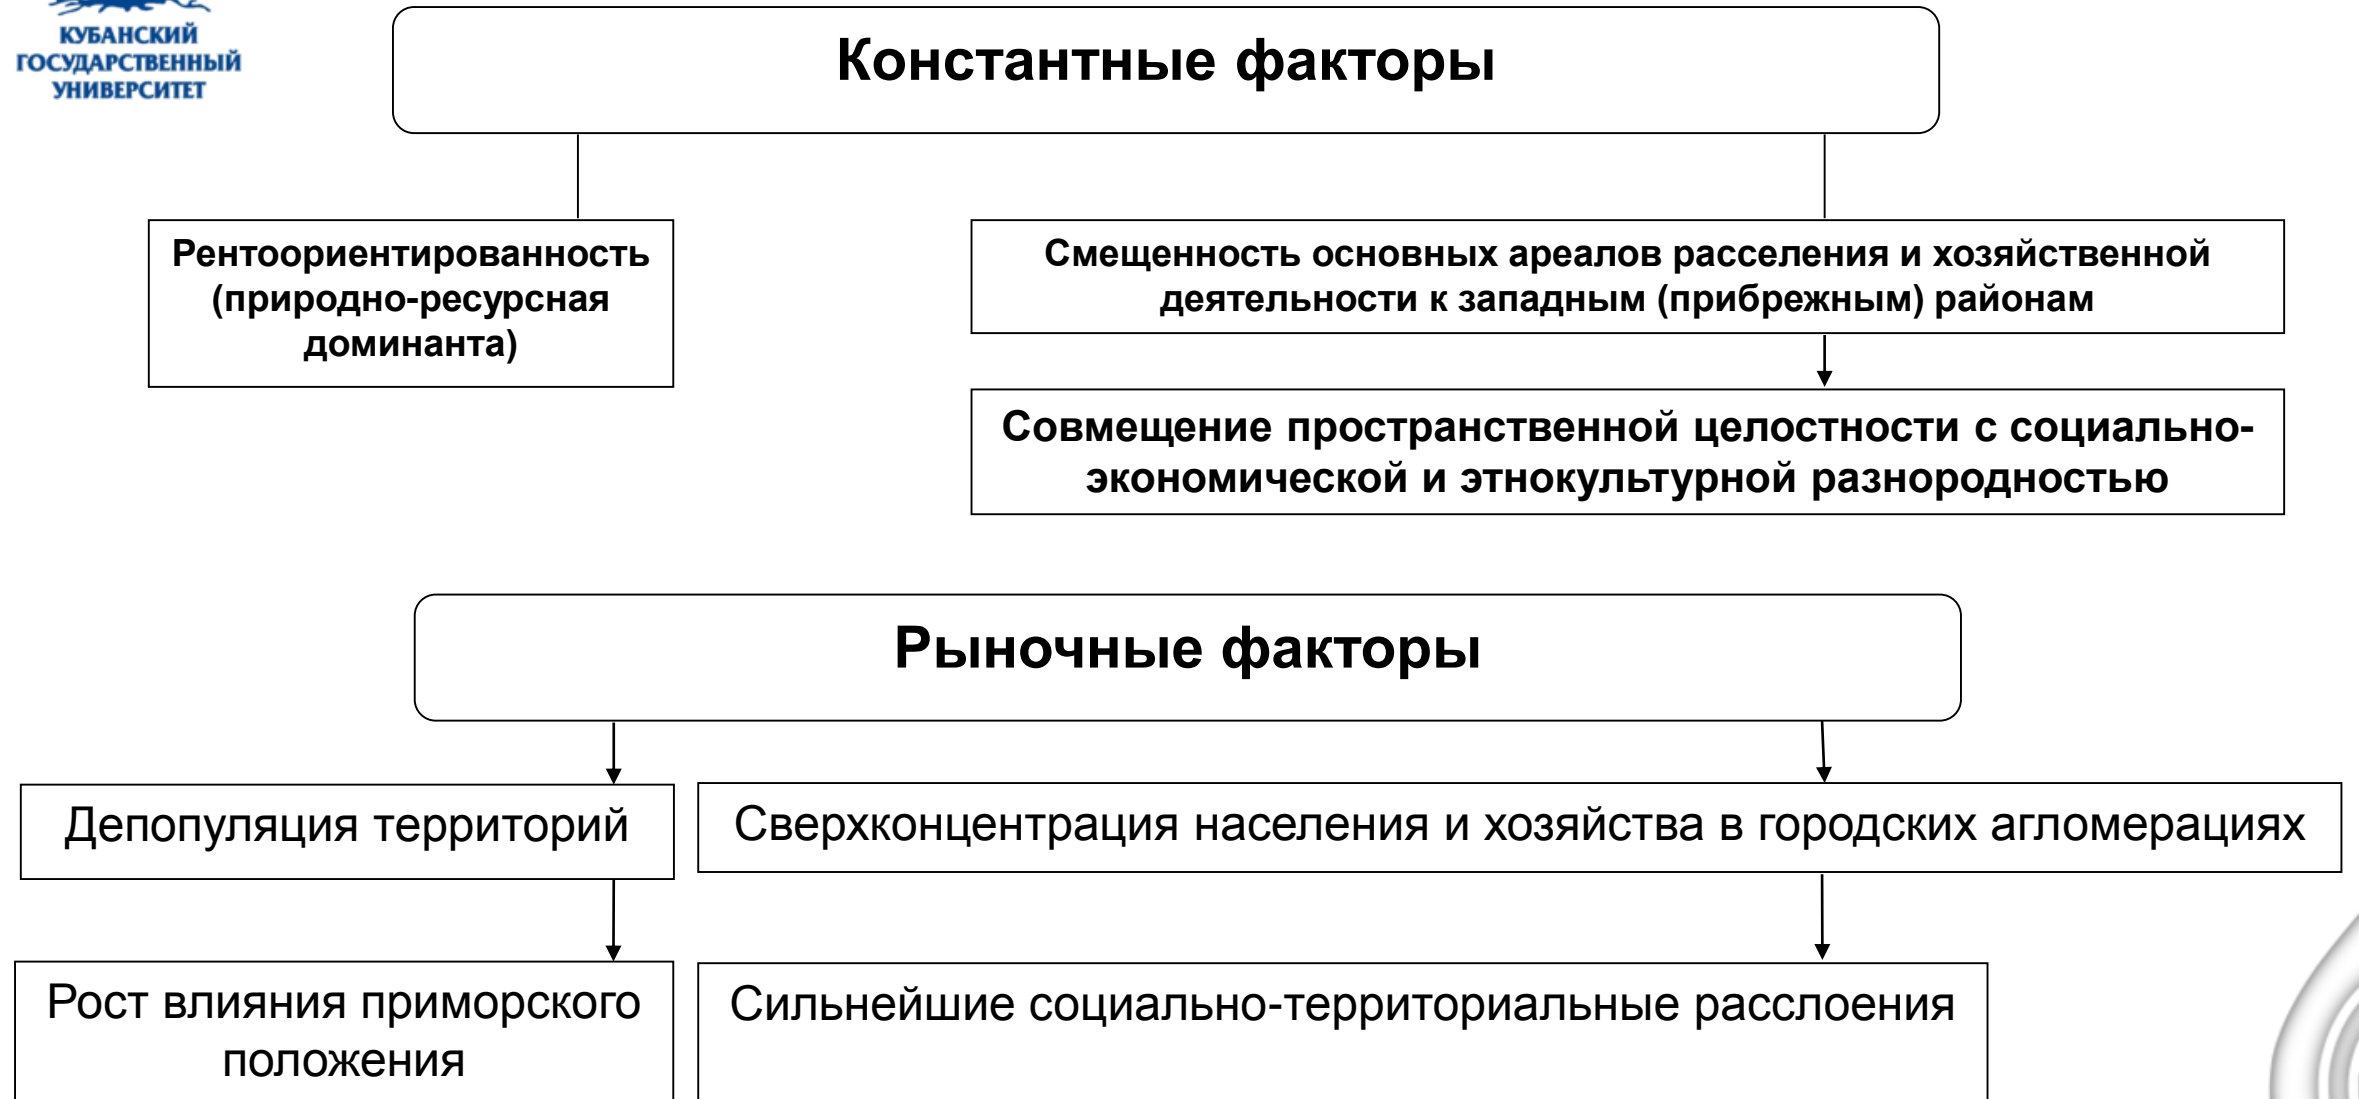 КУБАНСКИЙ
ГОСУДАРСТВЕННЫЙ
УНИВЕРСИТЕТ
Константные факторы
Рентоориентированность
(природно-ресурсная
доминанта)
Смещенность основных ареалов расселения и хозяйственной
деятельности к западным (прибрежным) районам
Совмещение пространственной целостности с социально-
экономической и этнокультурной разнородностью
Рыночные факторы
Депопуляция территорий
Сверхконцентрация населения и хозяйства в городских агломерациях
Рост влияния приморского
положения
Сильнейшие социально-территориальные расслоения